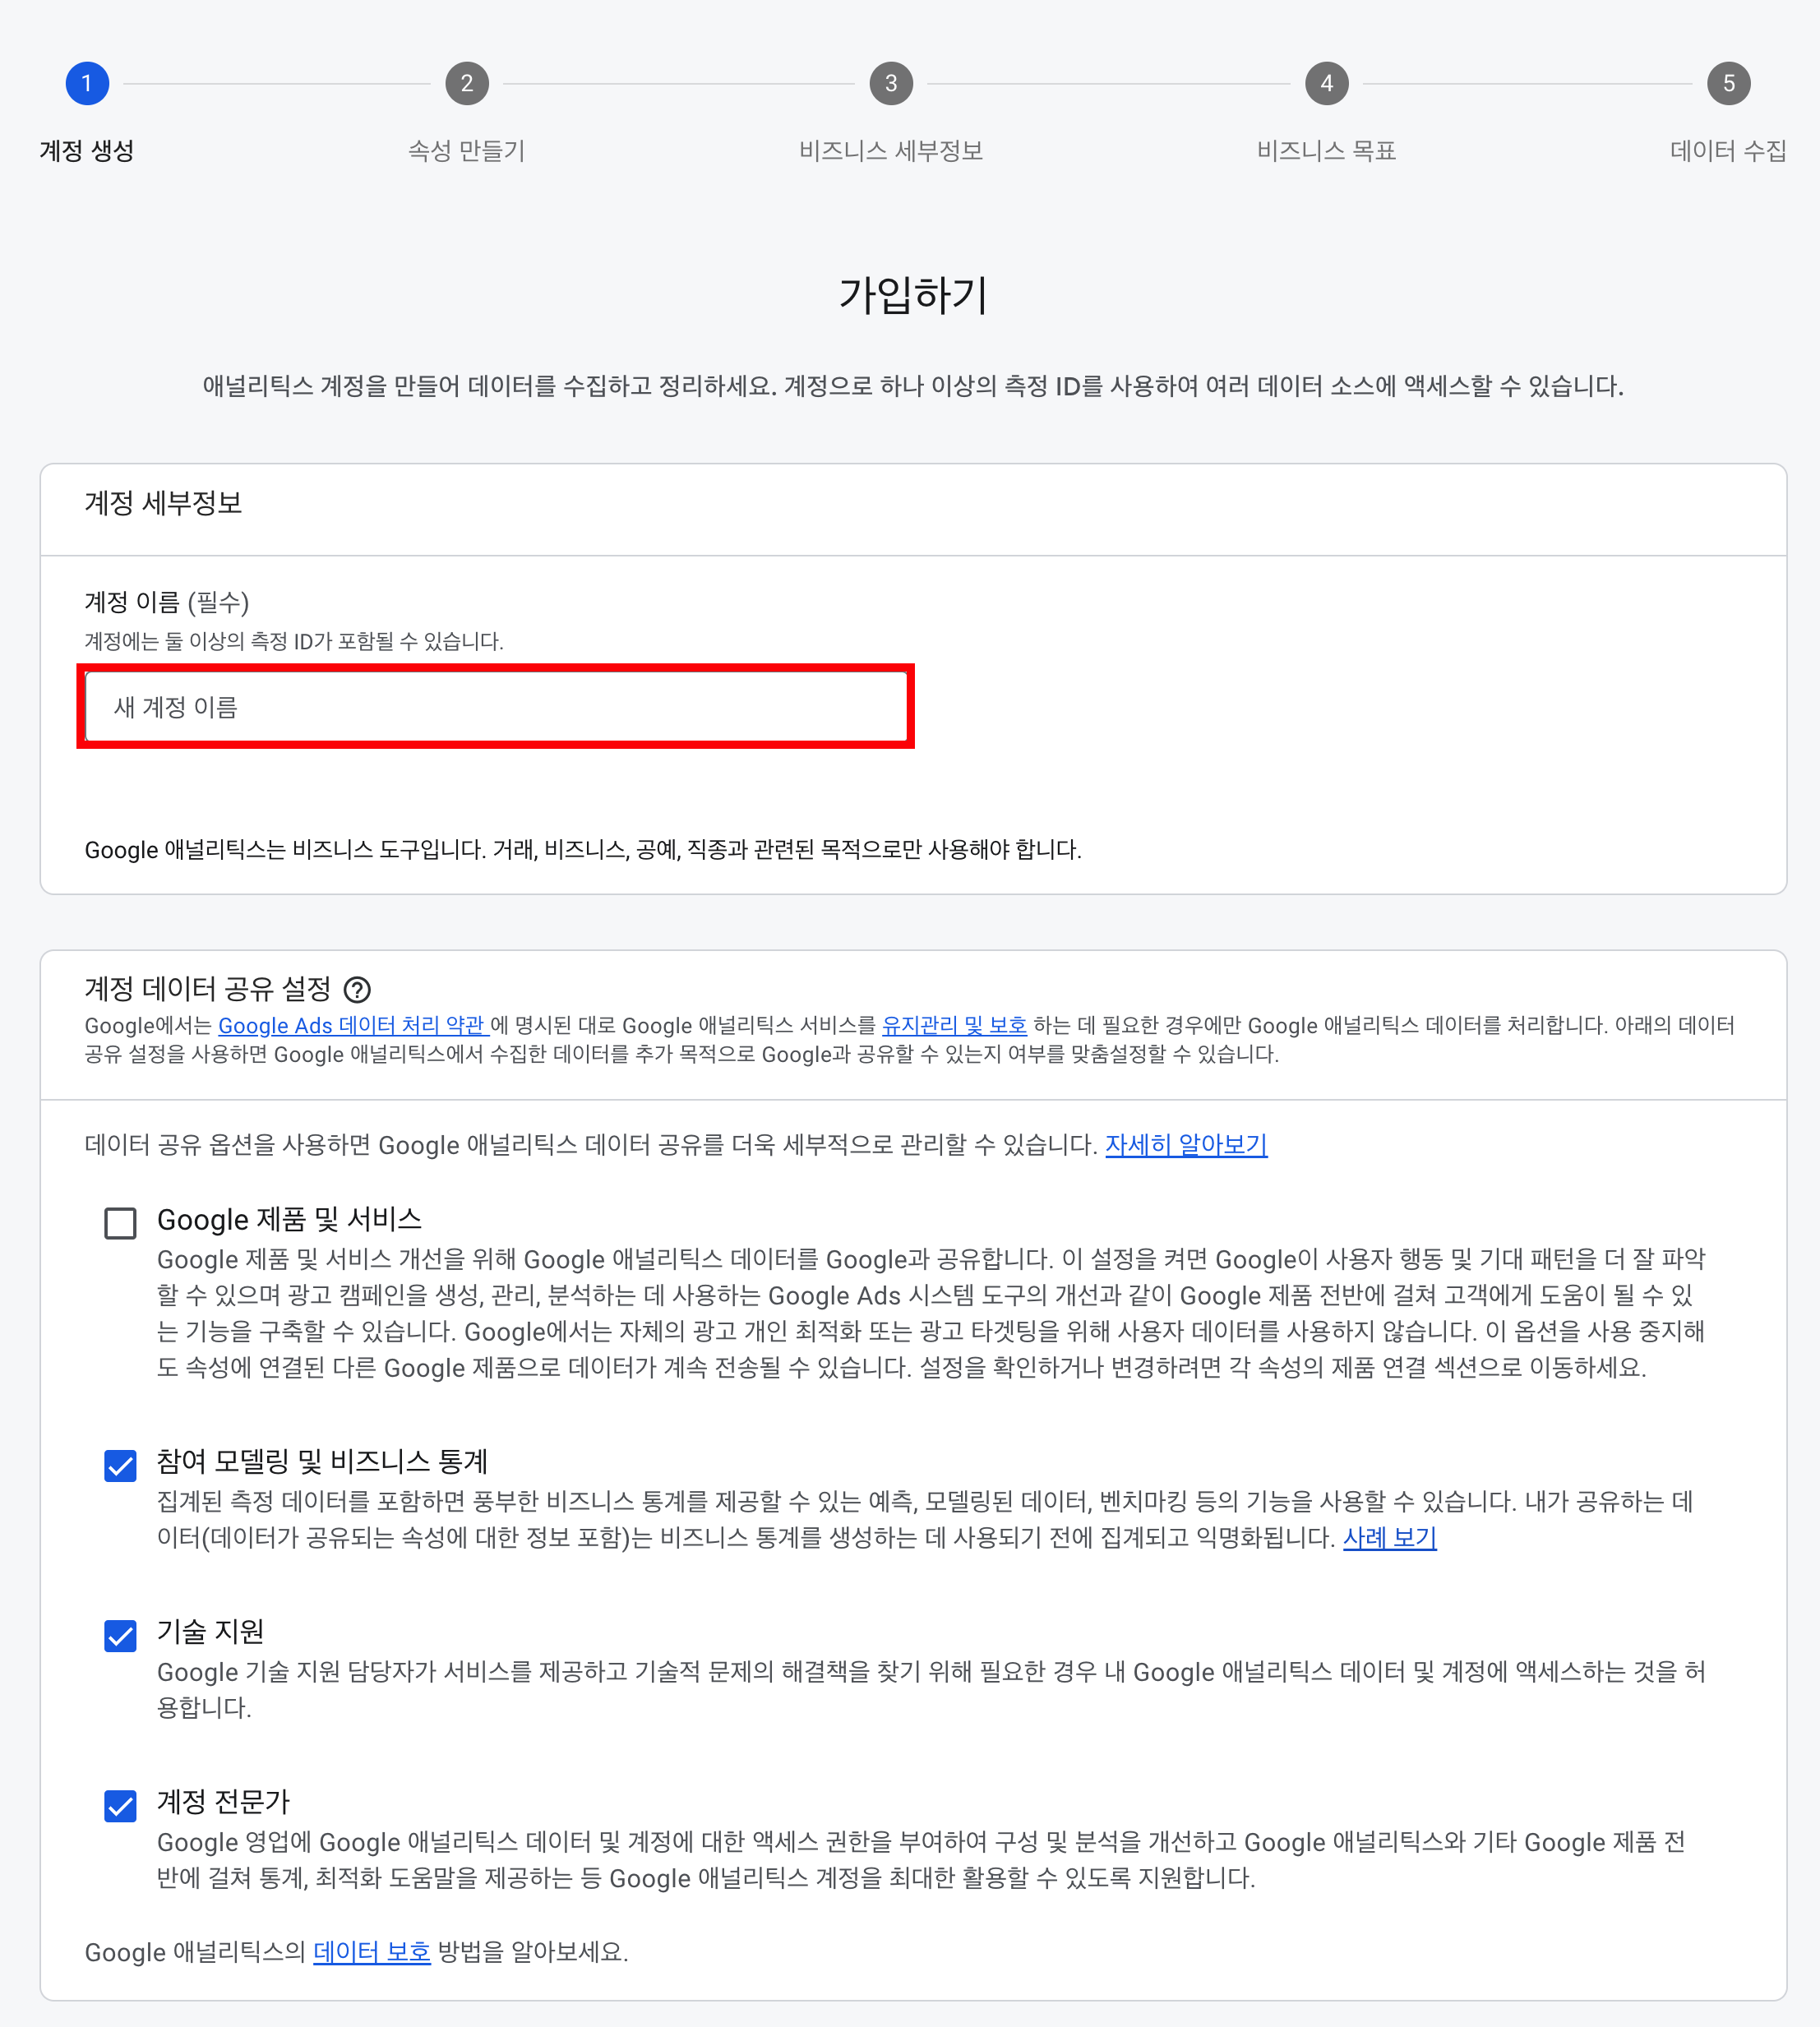 1
2
3
4
5
계정 생성
속성 만들기
비즈니스 세부정보
비즈니스 목표
데이터 수집
가입하기
애널리틱스 계정을 만들어 데이터를 수집하고 정리하세요. 계정으로 하나 이상의 측정 ID를 사용하여 여러 데이터 소스에 액세스할 수 있습니다.
계정 세부정보
계정 이름 (필수)
계정에는 둘 이상의 측정 ID가 포함될 수 있습니다.
새 계정 이름
Google 애널리틱스는 비즈니스 도구입니다. 거래, 비즈니스, 공예, 직종과 관련된 목적으로만 사용해야 합니다.
계정 데이터 공유 설정 ?
Google에서는 Google Ads 데이터 처리 약관 에 명시된 대로 Google 애널리틱스 서비스를 유지관리 및 보호 하는 데 필요한 경우에만 Google 애널리틱스 데이터를 처리합니다. 아래의 데이터
공유 설정을 사용하면 Google 애널리틱스에서 수집한 데이터를 추가 목적으로 Google과 공유할 수 있는지 여부를 맞춤설정할 수 있습니다.
데이터 공유 옵션을 사용하면 Google 애널리틱스 데이터 공유를 더욱 세부적으로 관리할 수 있습니다. 자세히 알아보기
Google 제품 및 서비스
Google 제품 및 서비스 개선을 위해 Google 애널리틱스 데이터를 Google과 공유합니다. 이 설정을 켜면 Google이 사용자 행동 및 기대 패턴을 더 잘 파악
할 수 있으며 광고 캠페인을 생성, 관리, 분석하는 데 사용하는 Google Ads 시스템 도구의 개선과 같이 Google 제품 전반에 걸쳐 고객에게 도움이 될 수 있
는 기능을 구축할 수 있습니다. Google에서는 자체의 광고 개인 최적화 또는 광고 타겟팅을 위해 사용자 데이터를 사용하지 않습니다. 이 옵션을 사용 중지해
도 속성에 연결된 다른 Google 제품으로 데이터가 계속 전송될 수 있습니다. 설정을 확인하거나 변경하려면 각 속성의 제품 연결 섹션으로 이동하세요.
참여 모델링 및 비즈니스 통계
집계된 측정 데이터를 포함하면 풍부한 비즈니스 통계를 제공할 수 있는 예측, 모델링된 데이터, 벤치마킹 등의 기능을 사용할 수 있습니다. 내가 공유하는 데
이터(데이터가 공유되는 속성에 대한 정보 포함)는 비즈니스 통계를 생성하는 데 사용되기 전에 집계되고 익명화됩니다. 사례 보기
기술 지원
Google 기술 지원 담당자가 서비스를 제공하고 기술적 문제의 해결책을 찾기 위해 필요한 경우 내 Google 애널리틱스 데이터 및 계정에 액세스하는 것을 허
용합니다.
계정 전문가
Google 영업에 Google 애널리틱스 데이터 및 계정에 대한 액세스 권한을 부여하여 구성 및 분석을 개선하고 Google 애널리틱스와 기타 Google 제품 전
반에 걸쳐 통계, 최적화 도움말을 제공하는 등 Google 애널리틱스 계정을 최대한 활용할 수 있도록 지원합니다.
Google 애널리틱스의 데이터 보호 방법을 알아보세요.